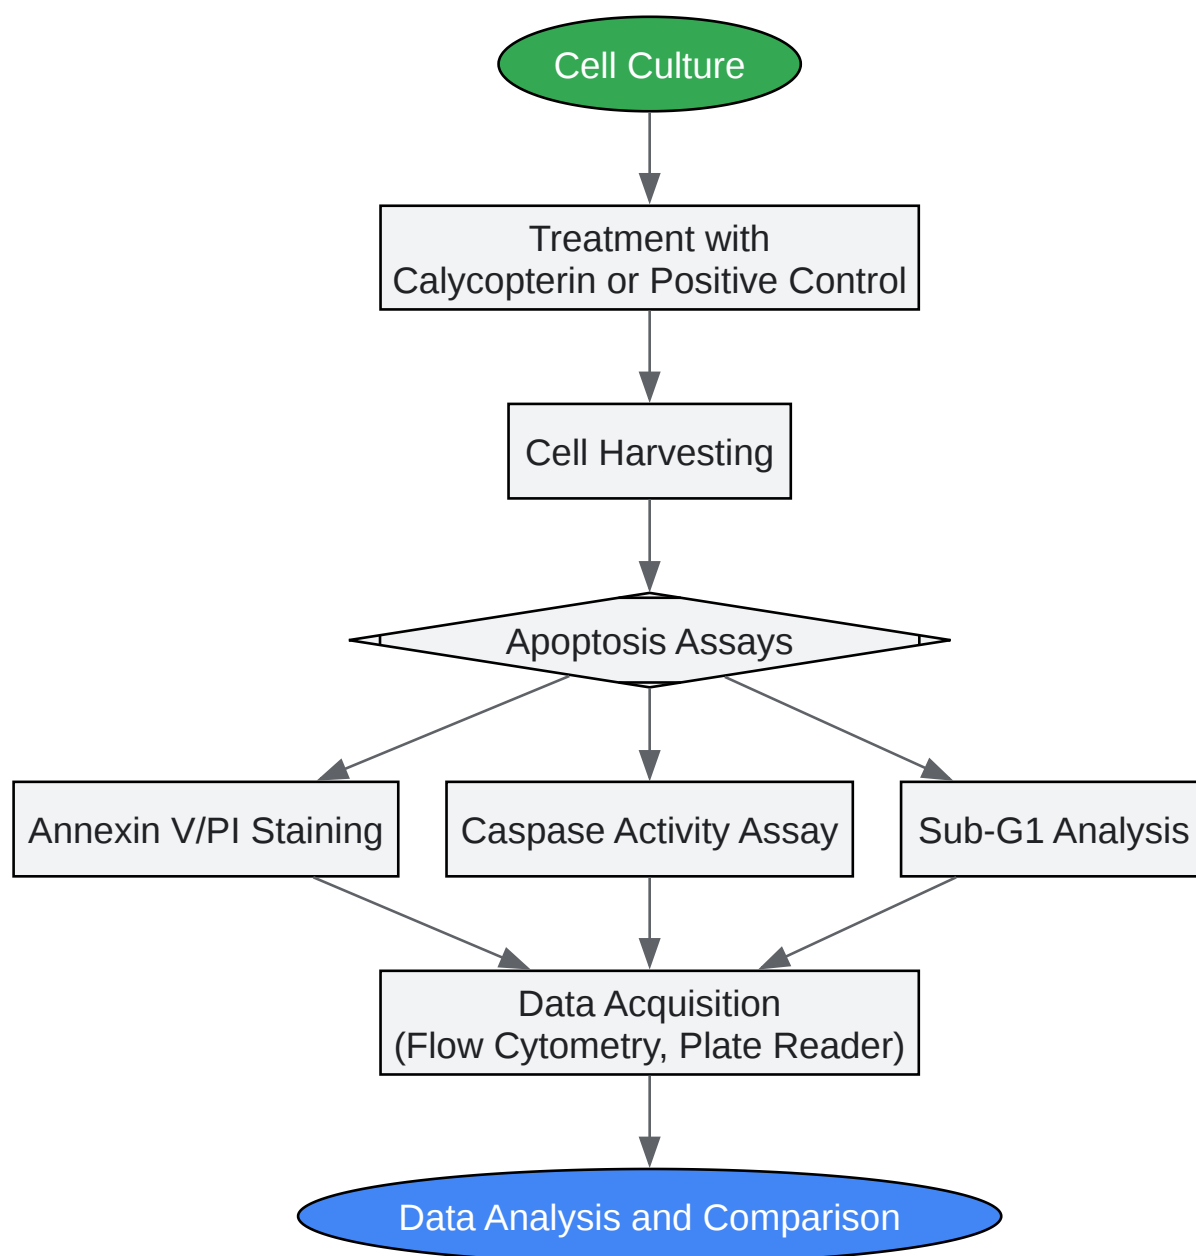 Cell Culture
Treatment with
Calycopterin or Positive Control
Cell Harvesting
Apoptosis Assays
Annexin V/PI Staining
Caspase Activity Assay
Sub-G1 Analysis
Data Acquisition
(Flow Cytometry, Plate Reader)
Data Analysis and Comparison